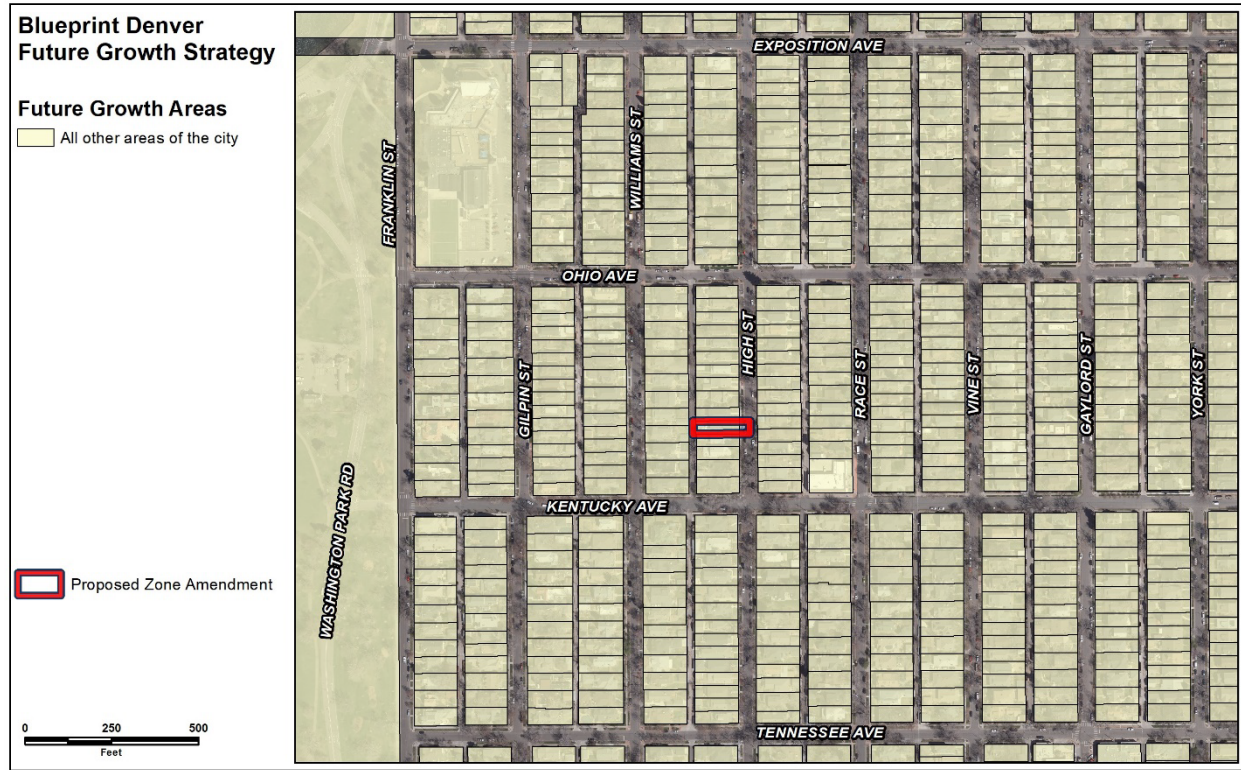 Blueprint Denver
Future Growth Strategy
Future Growth Areas
All other areas of the city
Proposed Zone Amendment
0 250 500
Feet
EXPOSITION AVE
FRANKLIN ST
WILLIAMS ST
OHIO AVE
GILPIN ST
HIGH ST
RACE ST
VINE ST
GAYLORD ST
YORK ST
WASHINGTON PARK RD
KENTUCKY AVE
TENNESSEE AVE